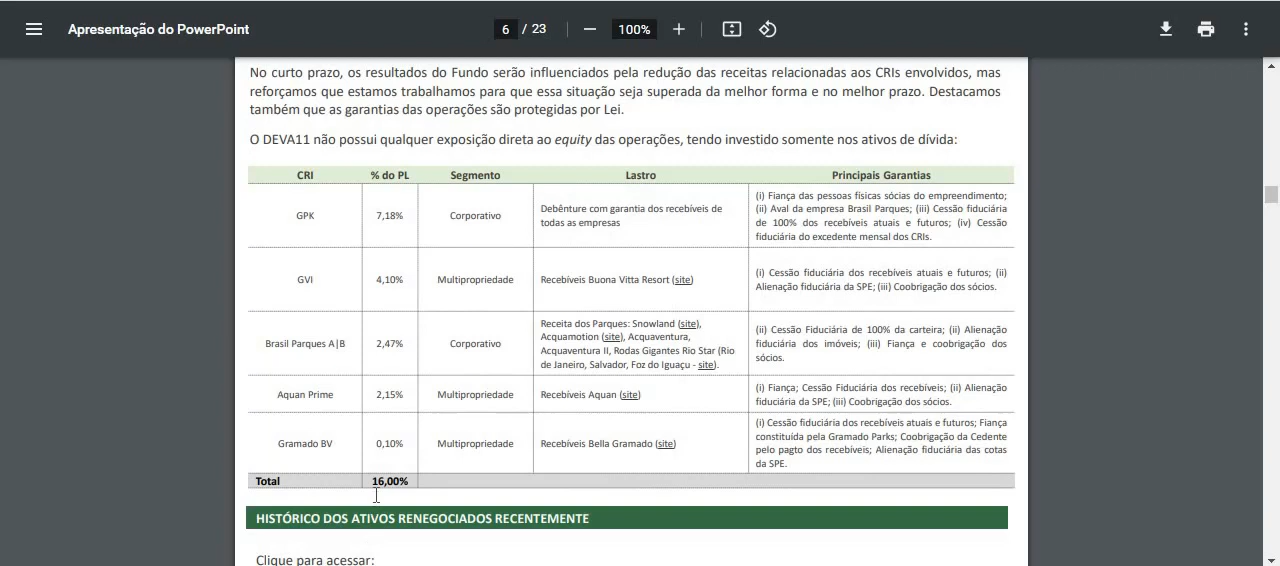 Apresentação do PowerPoint
6 / 23
100%
No curto prazo, os resultados do Fundo serão influenciados pela redução das receitas relacionadas aos CRIs envolvidos, mas
reforçamos que estamos trabalhamos para que essa situação seja superada da melhor forma e no melhor prazo. Destacamos
também que as garantias das operações são protegidas por Lei.
O DEVA11 não possui qualquer exposição direta ao equity das operações, tendo investido somente nos ativos de dívida:
CRI % do PL Segmento Lastro Principais Garantias
GPK
7,18%
Corporativo
Debênture com garantia dos recebíveis de
todas as empresas
(i) Fiança das pessoas físicas sócias do empreendimento;
(ii) Aval da empresa Brasil Parques; (iii) Cessão fiduciária
de 100% dos recebíveis atuais e futuros; (iv) Cessão
fiduciária do excedente mensal dos CRIs.
GVI
4,10%
Multipropriedade
Recebíveis Buona Vitta Resort (site)
(i) Cessão fiduciária dos recebíveis atuais e futuros; (ii)
Alienação fiduciária da SPE; (iii) Coobrigação dos sócios.
Brasil Parques A|B
2,47%
Corporativo
Receita dos Parques: Snowland (site),
Acquamotion (site), Acquaventura,
Acquaventura II, Rodas Gigantes Rio Star (Rio
de Janeiro, Salvador, Foz do Iguaçu - site).
(ii) Cessão Fiduciária de 100% da carteira; (ii) Alienação
fiduciária dos imóveis; (iii) Fiança e coobrigação dos
sócios.
Aquan Prime
2,15%
Multipropriedade
Recebíveis Aquan (site)
(i) Fiança; Cessão Fiduciária dos recebíveis; (ii) Alienação
fiduciária da SPE; (iii) Coobrigação dos sócios.
Gramado BV
0,10%
Multipropriedade
Recebíveis Bella Gramado (site)
(i) Cessão fiduciária dos recebíveis atuais e futuros; Fiança
constituída pela Gramado Parks; Coobrigação da Cedente
pelo pagto dos recebíveis; Alienação fiduciária das cotas
da SPE.
Total 16,00%
HISTÓRICO DOS ATIVOS RENEGOCIADOS RECENTEMENTE
Clique para acessar: